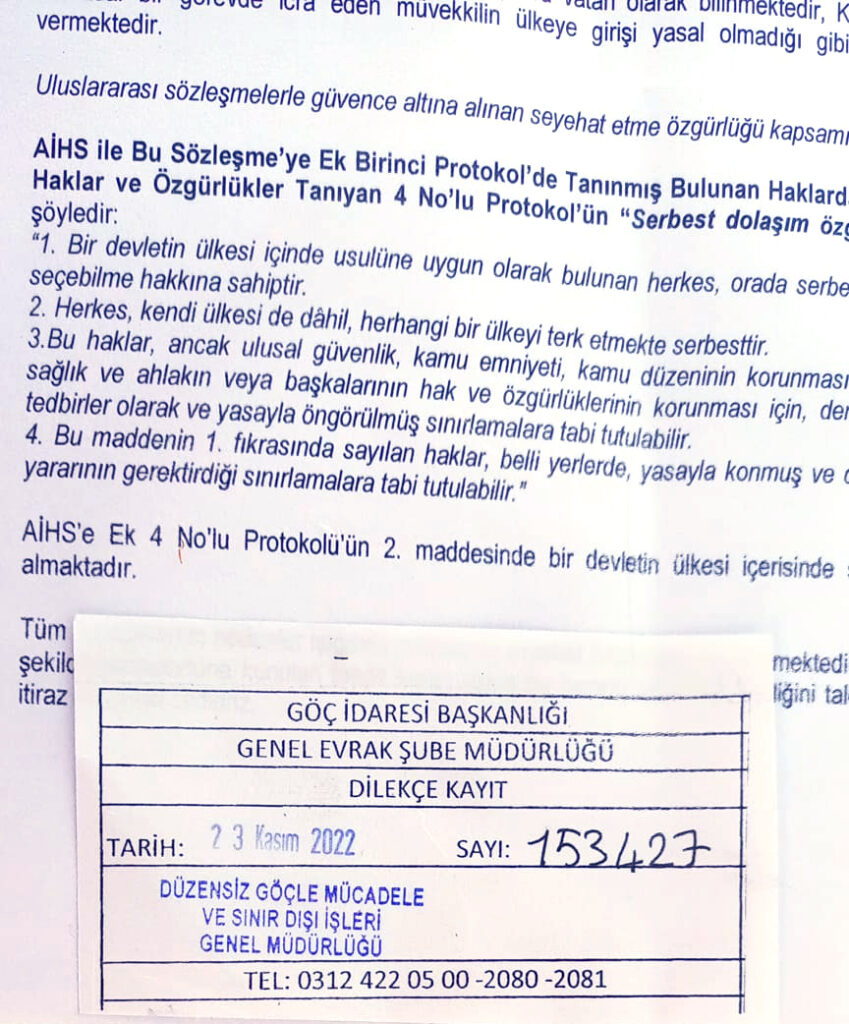 görevde icra eden müvekkilin ülkeye girişi yasal olmadığı gibi
vatan olarak bilinmektedir, K
vermektedir.
Uluslararası sözleşmelerle güvence altına alınan seyehat etme özgürlüğü kapsamı
AİHS ile Bu Sözleşme'ye Ek Birinci Protokol'de Tanınmış Bulunan Haklard
Haklar ve Özgürlükler Tanıyan 4 No'lu Protokol'ün “Serbest dolaşım özg
şöyledir:
“1. Bir devletin ülkesi içinde usulüne uygun olarak bulunan herkes, orada serbe
seçebilme hakkına sahiptir.
2. Herkes, kendi ülkesi de dâhil, herhangi bir ülkeyi terk etmekte serbesttir.
3.Bu haklar, ancak ulusal güvenlik, kamu emniyeti, kamu düzeninin korunması
sağlık ve ahlakın veya başkalarının hak ve özgürlüklerinin korunması için, der
tedbirler olarak ve yasayla öngörülmüş sınırlamalara tabi tutulabilir.
4. Bu maddenin 1. fıkrasında sayılan haklar, belli yerlerde, yasayla konmuş ve
yararının gerektirdiği sınırlamalara tabi tutulabilir.”
AİHS'e Ek 4 No'lu Protokolü'ün 2. maddesinde bir devletin ülkesi içerisinde
almaktadır.
Tüm
şekild mektedi
itiraz liğini tal
GÖÇ İDARESİ BAŞKANLIĞI
GENEL EVRAK ŞUBE MÜDÜRLÜĞÜ
DİLEKÇE KAYIT
TARİH: 23 Kasım 2022 SAYI: 153427
DÜZENSİZ GÖÇLE MÜCADELE
VE SINIR DIŞI İŞLERİ
GENEL MÜDÜRLÜĞÜ
TEL: 0312 422 05 00 -2080 -2081